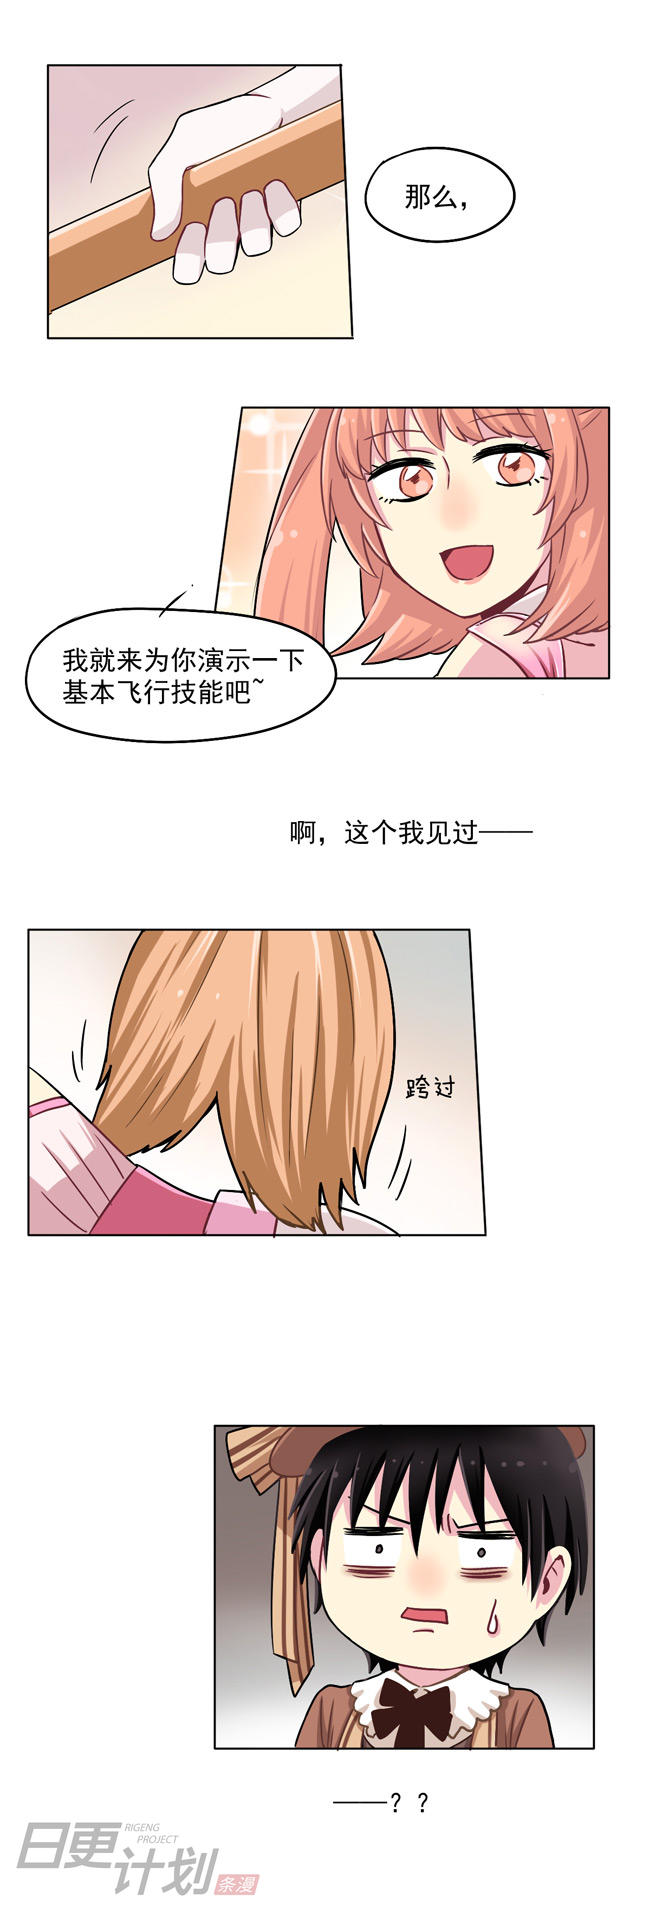 那么，
我就来为你演示一下
基本飞行技能吧~
啊，这个我见过——
跨过
——？？
日更计划
RIGENG
PROJECT
条漫